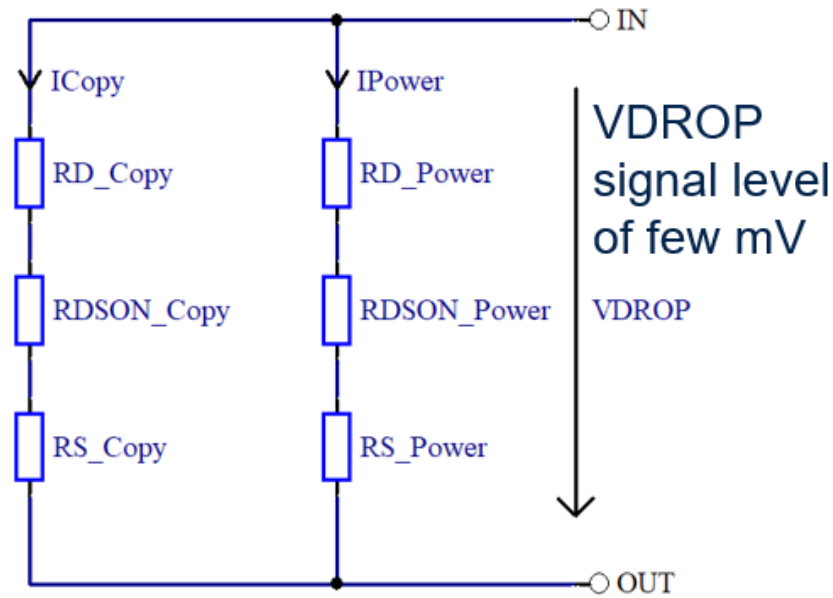 IN
ICopy
IPower
VDROP
signal level
of few mV
RD_Copy
RD_Power
RDSON_Copy
RDSON_Power
VDROP
RS_Copy
RS_Power
OUT